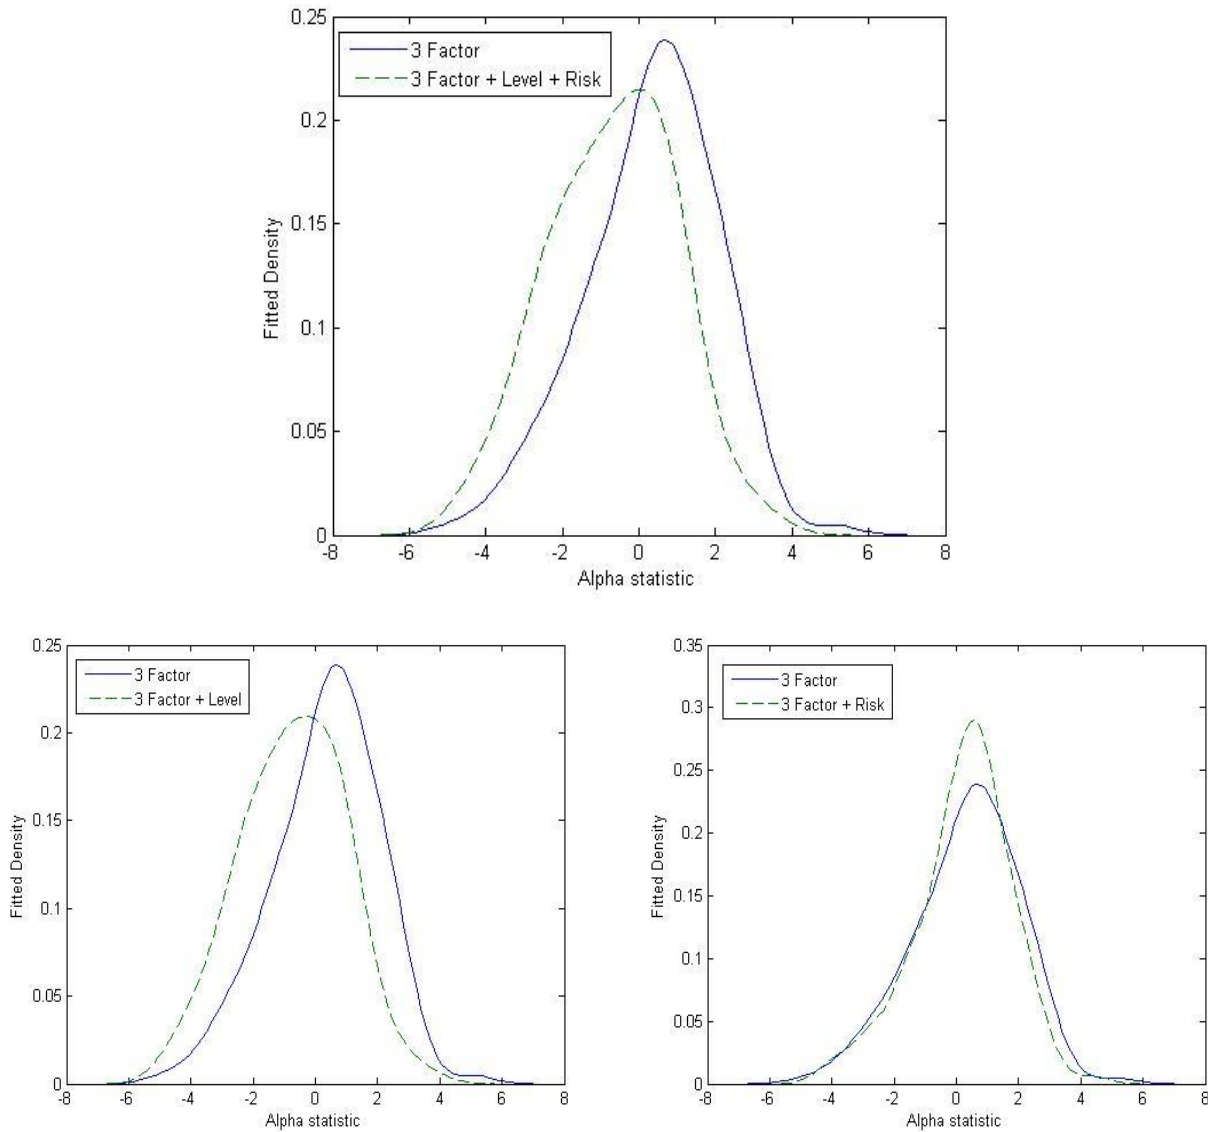 0.25
0.2
0.15
0.1
0.05
0
Fitted Density
3 Factor
3 Factor + Level + Risk
-8 -6 -4 -2 0 2 4 6 8
Alpha statistic
0.25
0.2
0.15
0.1
0.05
0
Fitted Density
3 Factor
3 Factor + Level
-8 -6 -4 -2 0 2 4 6 8
Alpha statistic
0.35
0.3
0.25
0.2
0.15
0.1
0.05
0
Fitted Density
3 Factor
3 Factor + Risk
-8 -6 -4 -2 0 2 4 6 8
Alpha statistic